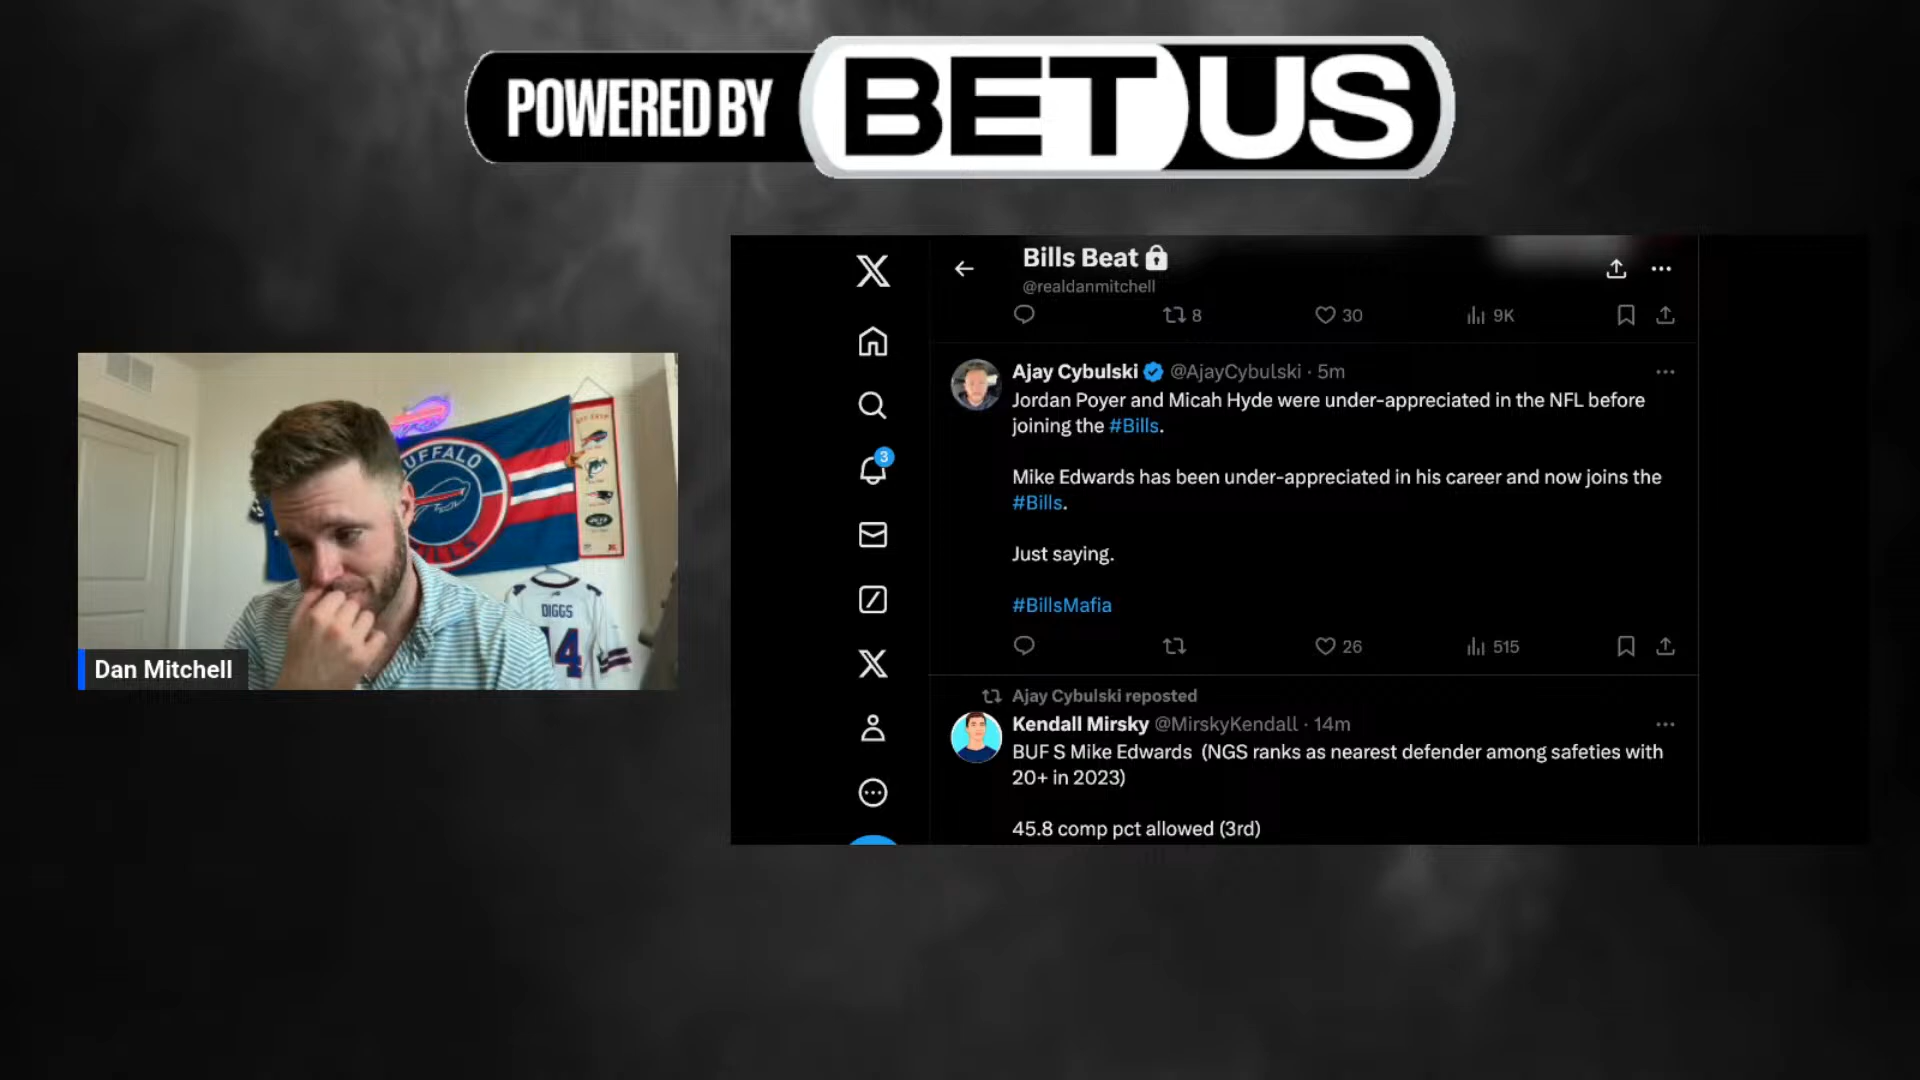 POWERED BY BETUS
Bills Beat
@realdanmitchell
8 30 9K
Ajay Cybulski @AjayCybulski · 5m
Jordan Poyer and Micah Hyde were under-appreciated in the NFL before
joining the #Bills.
Mike Edwards has been under-appreciated in his career and now joins the
#Bills.
Just saying.
#BillsMafia
26 515
Ajay Cybulski reposted
Kendall Mirsky @MirskyKendall · 14m
BUF S Mike Edwards (NGS ranks as nearest defender among safeties with
20+ in 2023)
45.8 comp pct allowed (3rd)
3
UFFALO
BILLS
DIGGS
14
JETS
Dan Mitchell